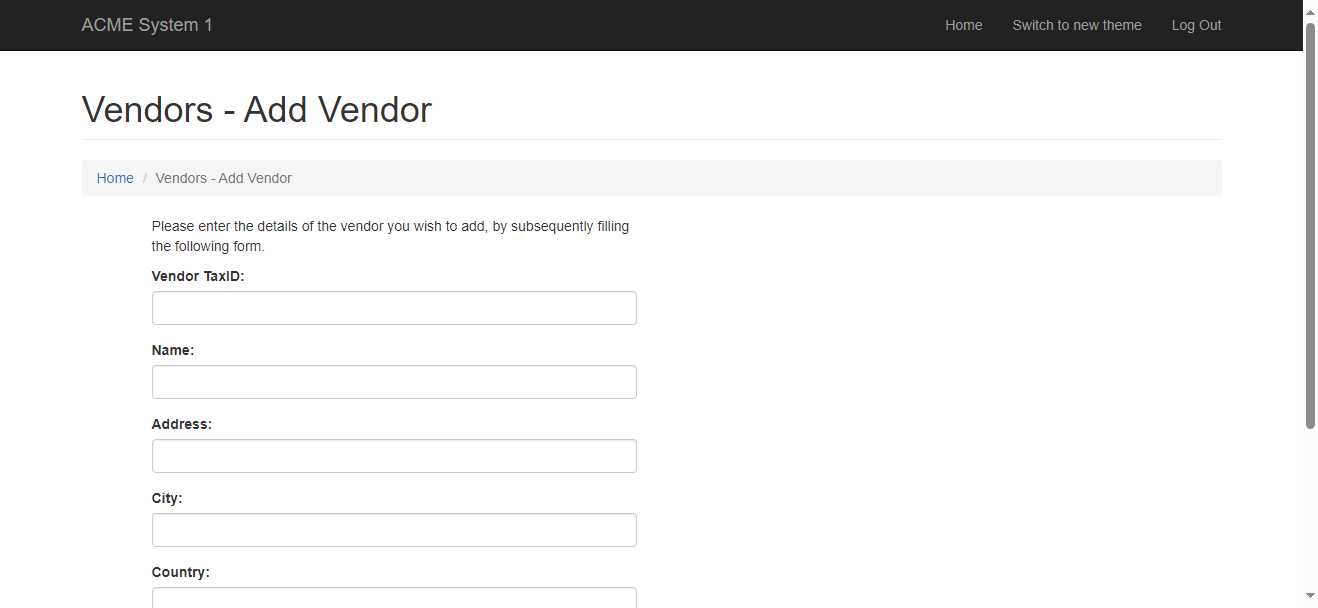 ACME System 1
Home
Switch to new theme
Log Out
Vendors - Add Vendor
Home / Vendors - Add Vendor
Please enter the details of the vendor you wish to add, by subsequently filling
the following form.
Vendor TaxID:
Name:
Address:
City:
Country: